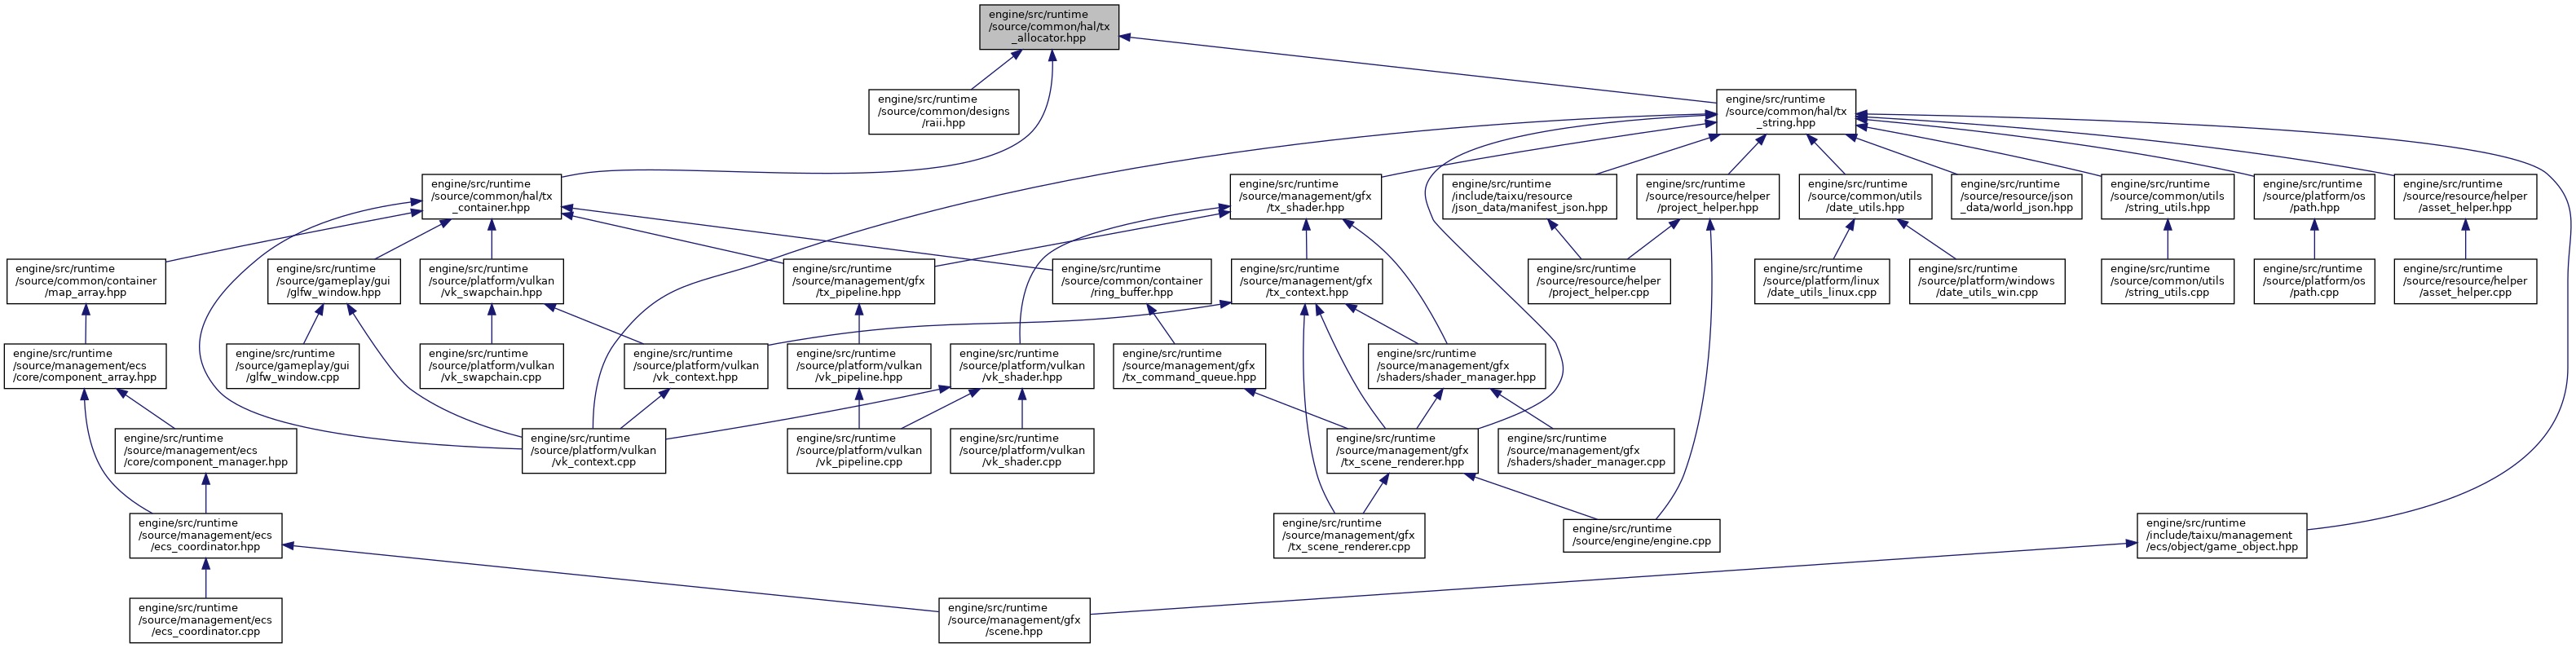 engine/src/runtime
/source/common/hal/tx
_allocator.hpp
engine/src/runtime
/source/common/designs
/raii.hpp
engine/src/runtime
/source/common/hal/tx
_string.hpp
engine/src/runtime
/source/common/hal/tx
_container.hpp
engine/src/runtime
/source/management/gfx
/tx_shader.hpp
engine/src/runtime
/include/taixu/resource
/json_data/manifest_json.hpp
engine/src/runtime
/source/resource/helper
/project_helper.hpp
engine/src/runtime
/source/common/utils
/date_utils.hpp
engine/src/runtime
/source/resource/json
_data/world_json.hpp
engine/src/runtime
/source/common/utils
/string_utils.hpp
engine/src/runtime
/source/platform/os
/path.hpp
engine/src/runtime
/source/resource/helper
/asset_helper.hpp
engine/src/runtime
/source/common/container
/map_array.hpp
engine/src/runtime
/source/gameplay/gui
/glfw_window.hpp
engine/src/runtime
/source/platform/vulkan
/vk_swapchain.hpp
engine/src/runtime
/source/management/gfx
/tx_pipeline.hpp
engine/src/runtime
/source/common/container
/ring_buffer.hpp
engine/src/runtime
/source/management/gfx
/tx_context.hpp
engine/src/runtime
/source/resource/helper
/project_helper.cpp
engine/src/runtime
/source/platform/linux
/date_utils_linux.cpp
engine/src/runtime
/source/platform/windows
/date_utils_win.cpp
engine/src/runtime
/source/common/utils
/string_utils.cpp
engine/src/runtime
/source/platform/os
/path.cpp
engine/src/runtime
/source/resource/helper
/asset_helper.cpp
engine/src/runtime
/source/management/ecs
/core/component_array.hpp
engine/src/runtime
/source/gameplay/gui
/glfw_window.cpp
engine/src/runtime
/source/platform/vulkan
/vk_swapchain.cpp
engine/src/runtime
/source/platform/vulkan
/vk_context.hpp
engine/src/runtime
/source/platform/vulkan
/vk_pipeline.hpp
engine/src/runtime
/source/platform/vulkan
/vk_shader.hpp
engine/src/runtime
/source/management/gfx
/tx_command_queue.hpp
engine/src/runtime
/source/management/gfx
/shaders/shader_manager.hpp
engine/src/runtime
/source/management/ecs
/core/component_manager.hpp
engine/src/runtime
/source/platform/vulkan
/vk_context.cpp
engine/src/runtime
/source/platform/vulkan
/vk_pipeline.cpp
engine/src/runtime
/source/platform/vulkan
/vk_shader.cpp
engine/src/runtime
/source/management/gfx
/tx_scene_renderer.hpp
engine/src/runtime
/source/management/gfx
/shaders/shader_manager.cpp
engine/src/runtime
/source/management/ecs
/ecs_coordinator.hpp
engine/src/runtime
/source/management/gfx
/tx_scene_renderer.cpp
engine/src/runtime
/source/engine/engine.cpp
engine/src/runtime
/include/taixu/management
/ecs/object/game_object.hpp
engine/src/runtime
/source/management/ecs
/ecs_coordinator.cpp
engine/src/runtime
/source/management/gfx
/scene.hpp